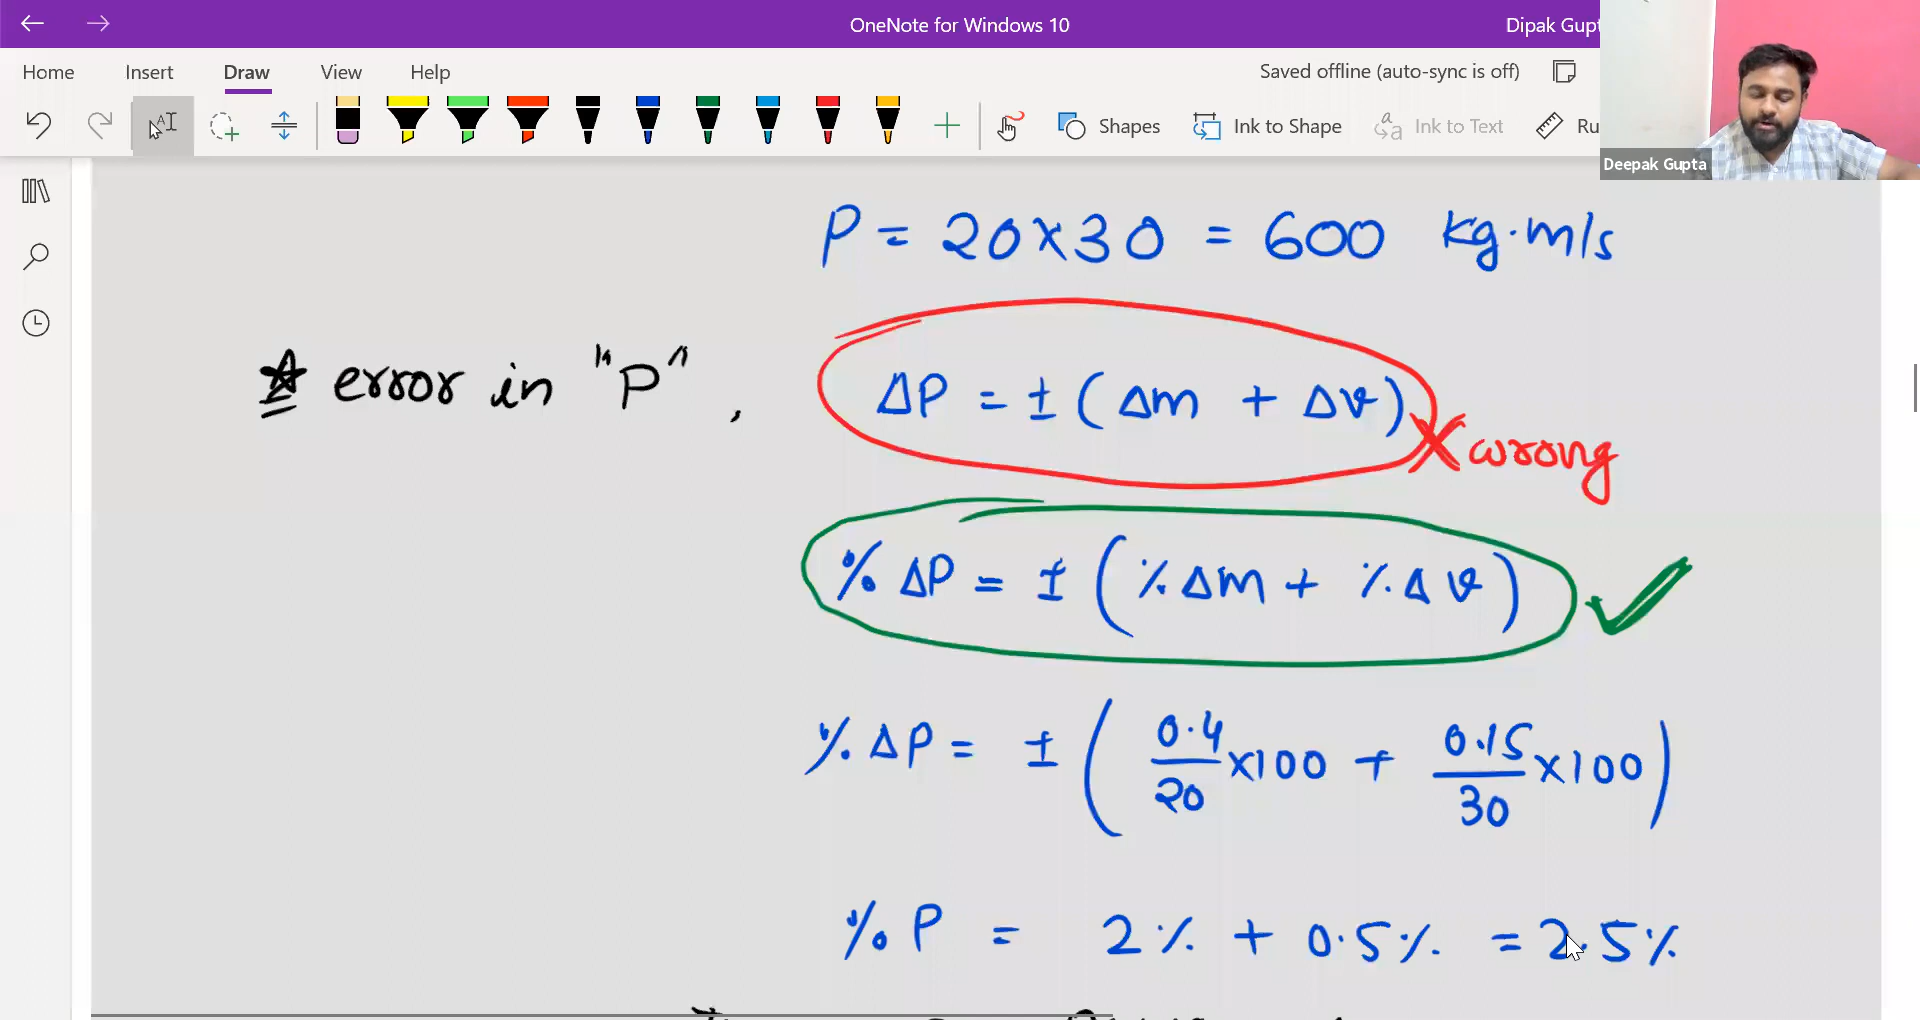 OneNote for Windows 10
Dipak Gupt
Home Insert Draw View Help
Saved offline (auto-sync is off)
Shapes Ink to Shape Ink to Text Ru
Deepak Gupta
P = 20×30 = 600 kg·m/s
error in "P",
ΔP = ± (Δm + Δv)
wrong
% ΔP = ± (% Δm + % Δv)
% ΔP = ± (0.4/20 ×100 + 0.15/30 ×100)
% P = 2% + 0.5% = 2.5%